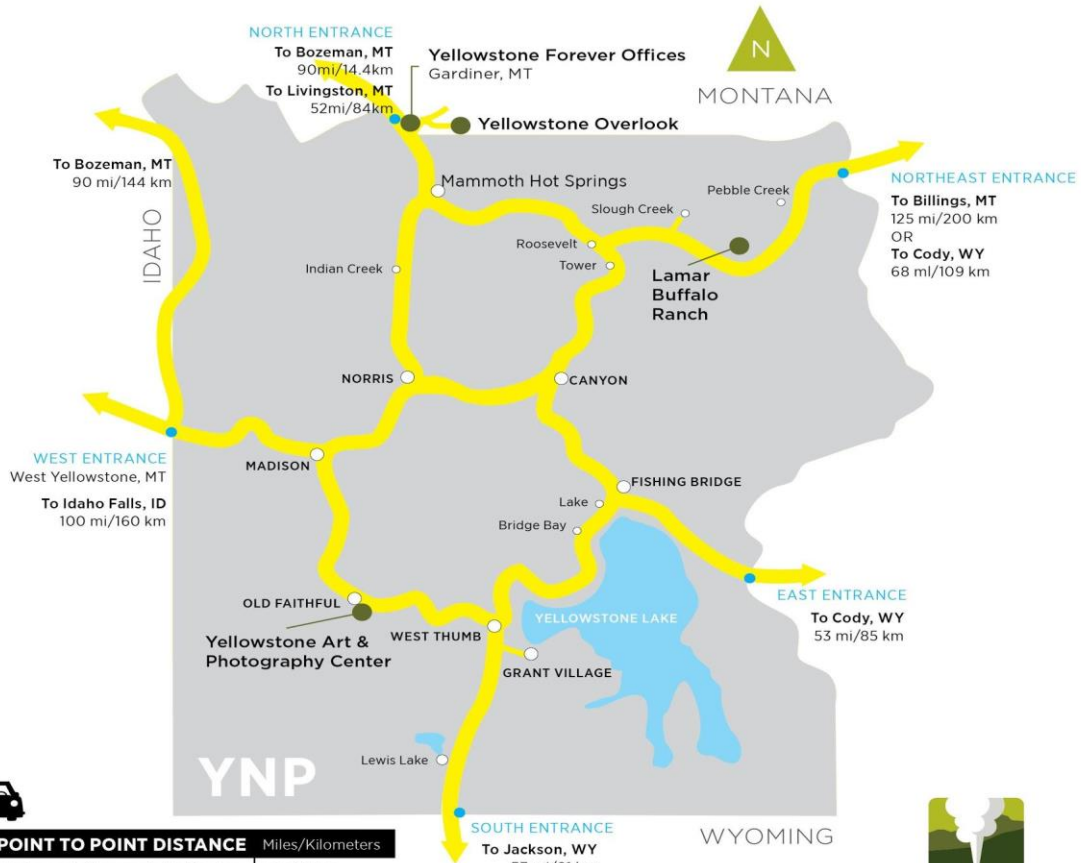 NORTH ENTRANCE
To Bozeman, MT
90mi/14.4km
To Livingston, MT
52mi/84km
Yellowstone Forever Offices
Gardiner, MT
Yellowstone Overlook
N
MONTANA
To Bozeman, MT
90 mi/144 km
IDAHO
Mammoth Hot Springs
Pebble Creek
Slough Creek
Roosevelt
Tower
Indian Creek
Lamar
Buffalo
Ranch
NORTHEAST ENTRANCE
To Billings, MT
125 mi/200 km
OR
To Cody, WY
68 ml/109 km
NORRIS
CANYON
WEST ENTRANCE
West Yellowstone, MT
To Idaho Falls, ID
100 mi/160 km
MADISON
FISHING BRIDGE
Lake
Bridge Bay
EAST ENTRANCE
To Cody, WY
53 mi/85 km
OLD FAITHFUL
Yellowstone Art &
Photography Center
WEST THUMB
YELLOWSTONE LAKE
GRANT VILLAGE
Lewis Lake
YNP
SOUTH ENTRANCE
To Jackson, WY
WYOMING
POINT TO POINT DISTANCE Miles/Kilometers